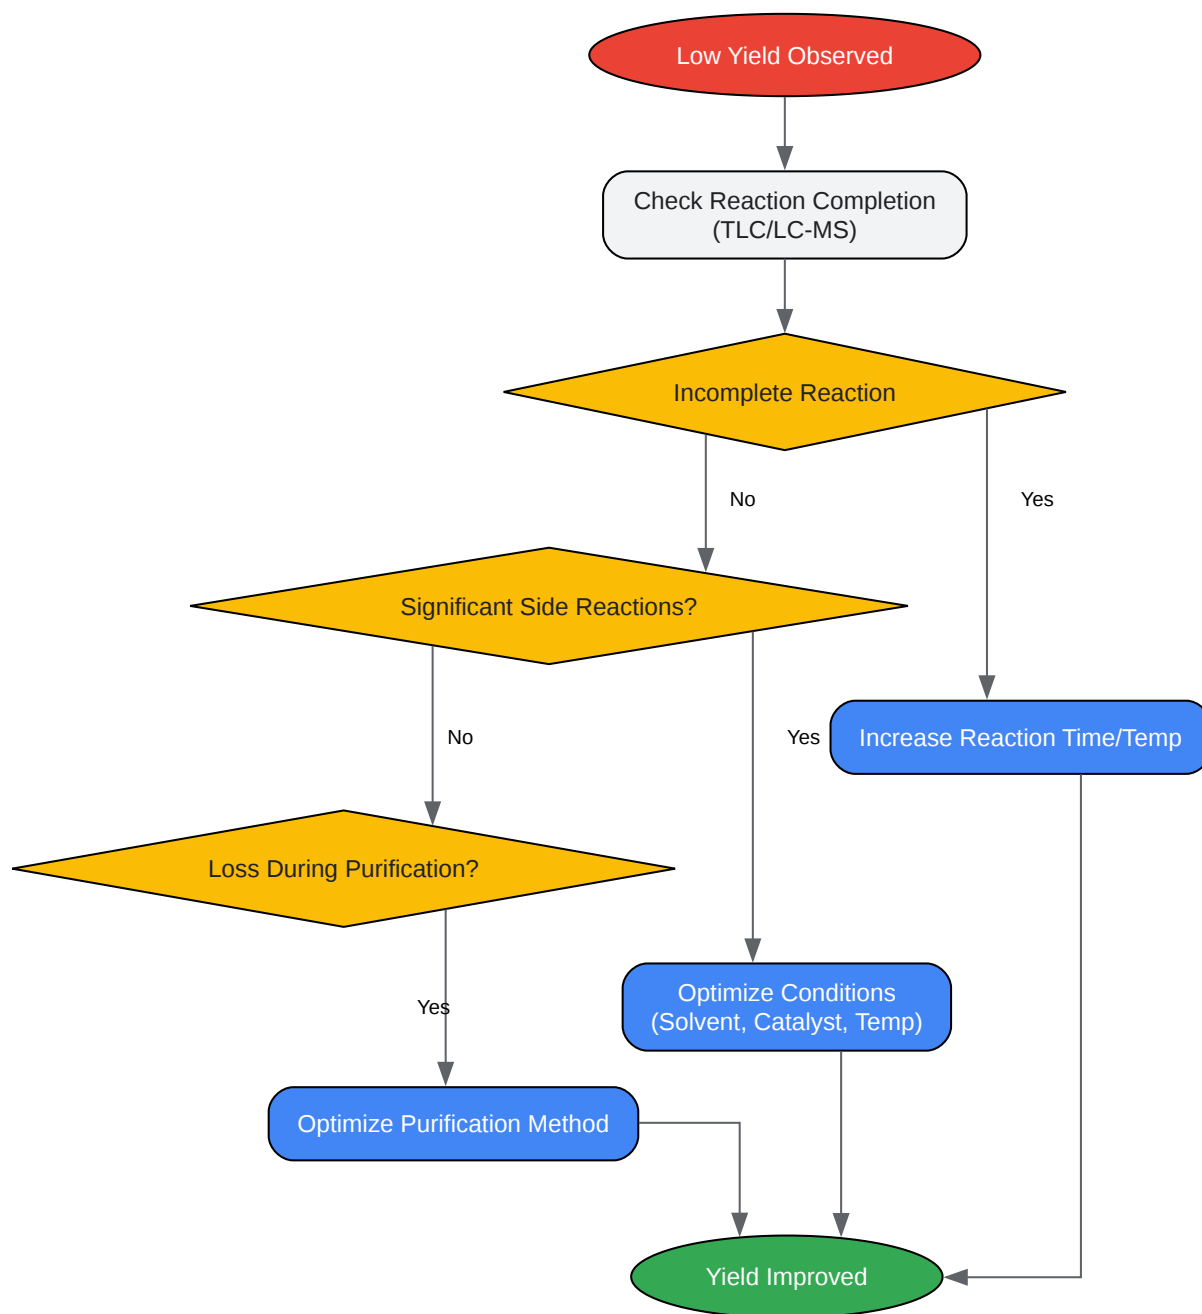 Low Yield Observed
Check Reaction Completion
(TLC/LC-MS)
Incomplete Reaction
No
Yes
Significant Side Reactions?
No
Yes
Increase Reaction Time/Temp
Loss During Purification?
Optimize Conditions
(Solvent, Catalyst, Temp)
Yes
Optimize Purification Method
Yield Improved